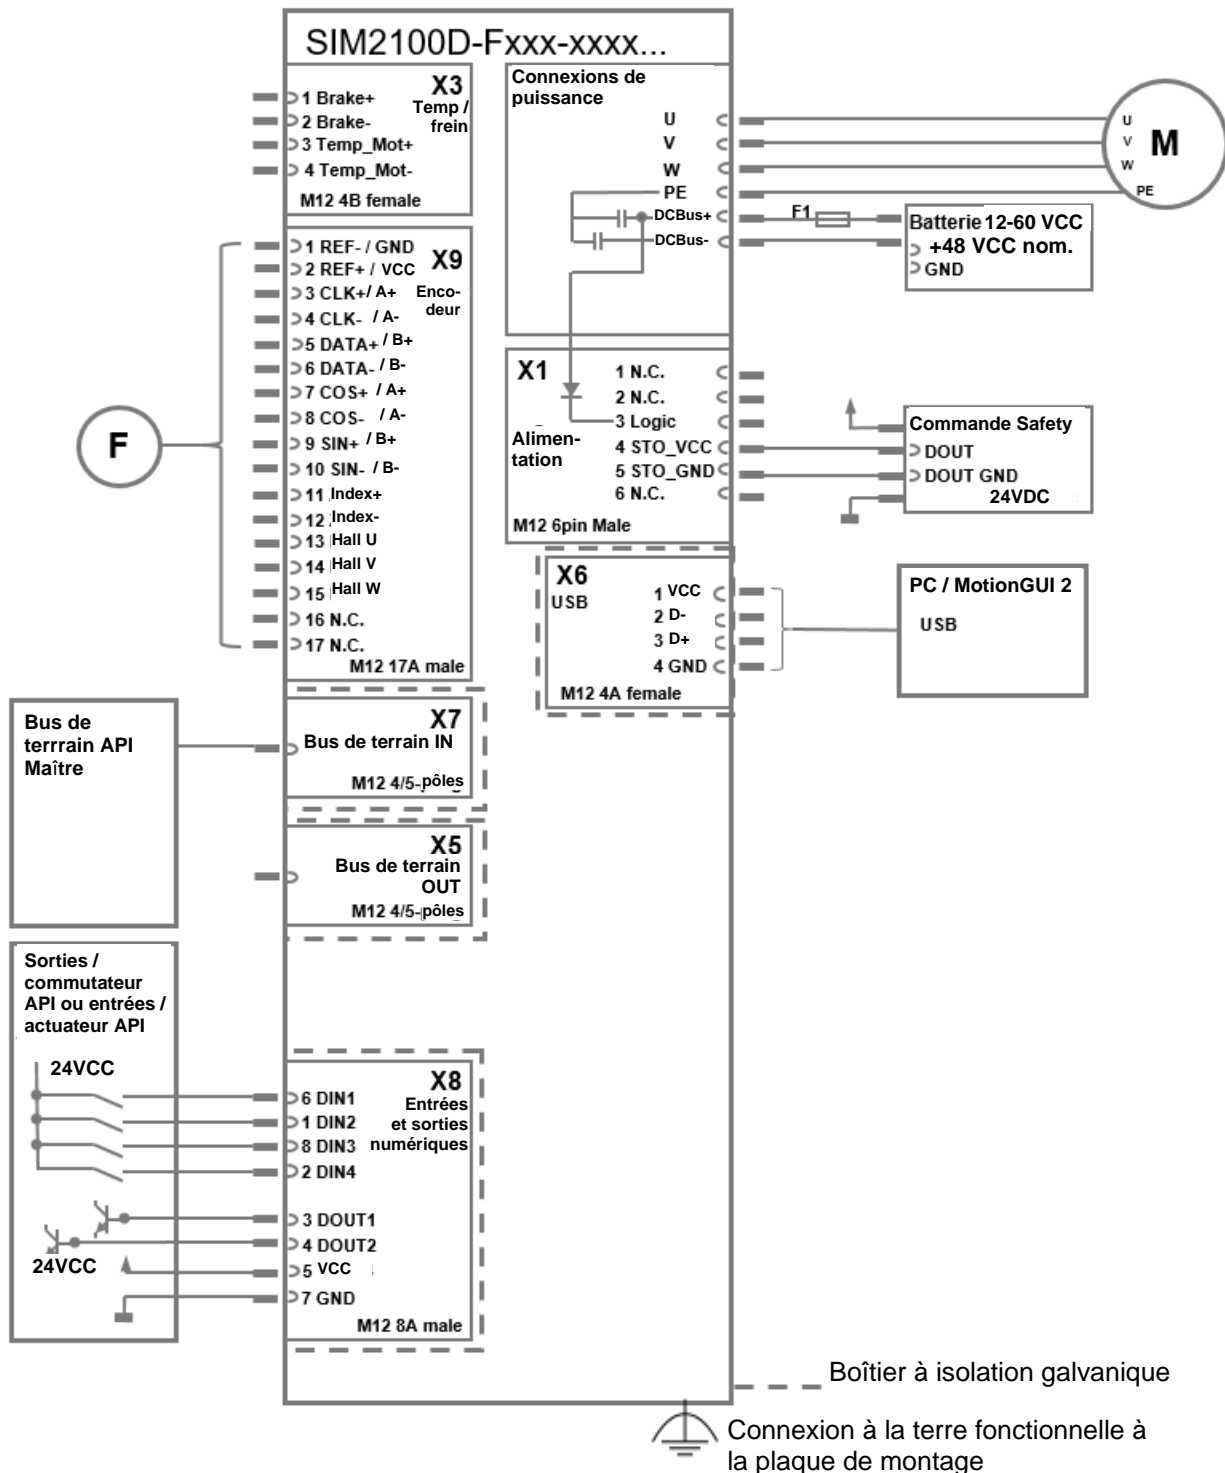 SIM2100D-Fxxx-xxxx...
X3
Temp /
frein
1 Brake+
2 Brake-
3 Temp_Mot+
4 Temp_Mot-
M12 4B female
Connexions de
puissance
U
V
W
PE
DCBus+
DCBus-
U
V
W
PE
M
F1
Batterie 12-60 VCC
+48 VCC nom.
GND
X9
Enco-
deur
1 REF- / GND
2 REF+ / VCC
3 CLK+ / A+
4 CLK- / A-
5 DATA+ / B+
6 DATA- / B-
7 COS+ / A+
8 COS- / A-
9 SIN+ / B+
10 SIN- / B-
11 Index+
12 Index-
13 Hall U
14 Hall V
15 Hall W
16 N.C.
17 N.C.
M12 17A male
F
X1
Alimen-
tation
1 N.C.
2 N.C.
3 Logic
4 STO_VCC
5 STO_GND
6 N.C.
M12 6pin Male
Commande Safety
DOUT
DOUT GND
24VDC
X6
USB
1 VCC
2 D-
3 D+
4 GND
M12 4A female
PC / MotionGUI 2
USB
Bus de
terrrain API
Maître
X7
Bus de terrain IN
M12 4/5-pôles
X5
Bus de terrain
OUT
M12 4/5-pôles
Sorties /
commutateur
API ou entrées /
actuateur API
24VCC
24VCC
X8
Entrées
et sorties
numériques
6 DIN1
1 DIN2
8 DIN3
2 DIN4
3 DOUT1
4 DOUT2
5 VCC
7 GND
M12 8A male
Boîtier à isolation galvanique
Connexion à la terre fonctionnelle à
la plaque de montage